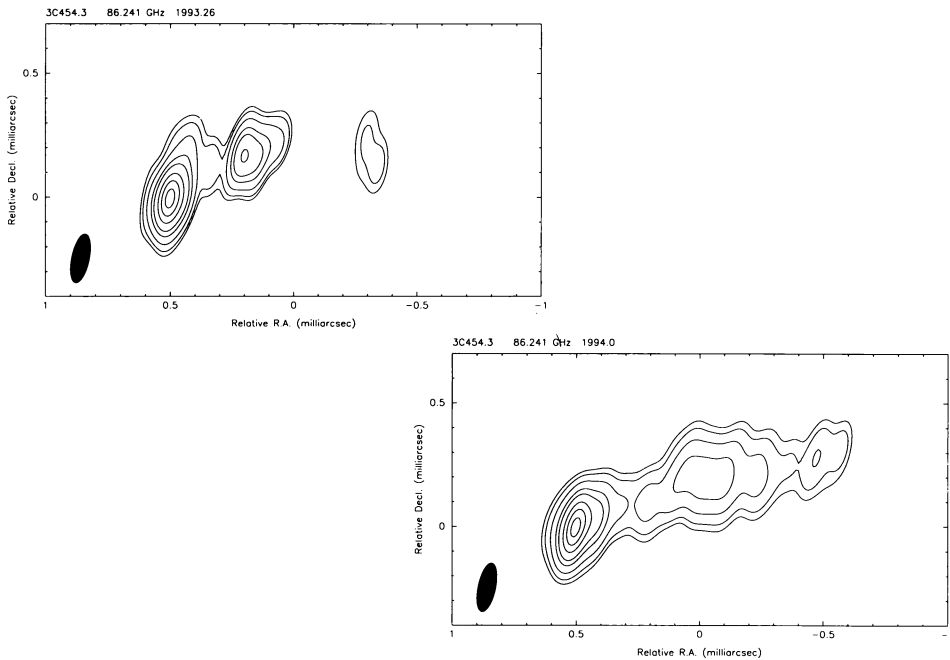 3C454.3 86.241 GHz 1993.26
0.5
0
Relative Decl. (milliarcsec)
1 0.5 0 -0.5 -1
Relative R.A. (milliarcsec)
3C454.3 86.241 GHz 1994.0
0.5
0
Relative Decl. (milliarcsec)
1 0.5 0 -0.5 -
Relative R.A. (milliarcsec)